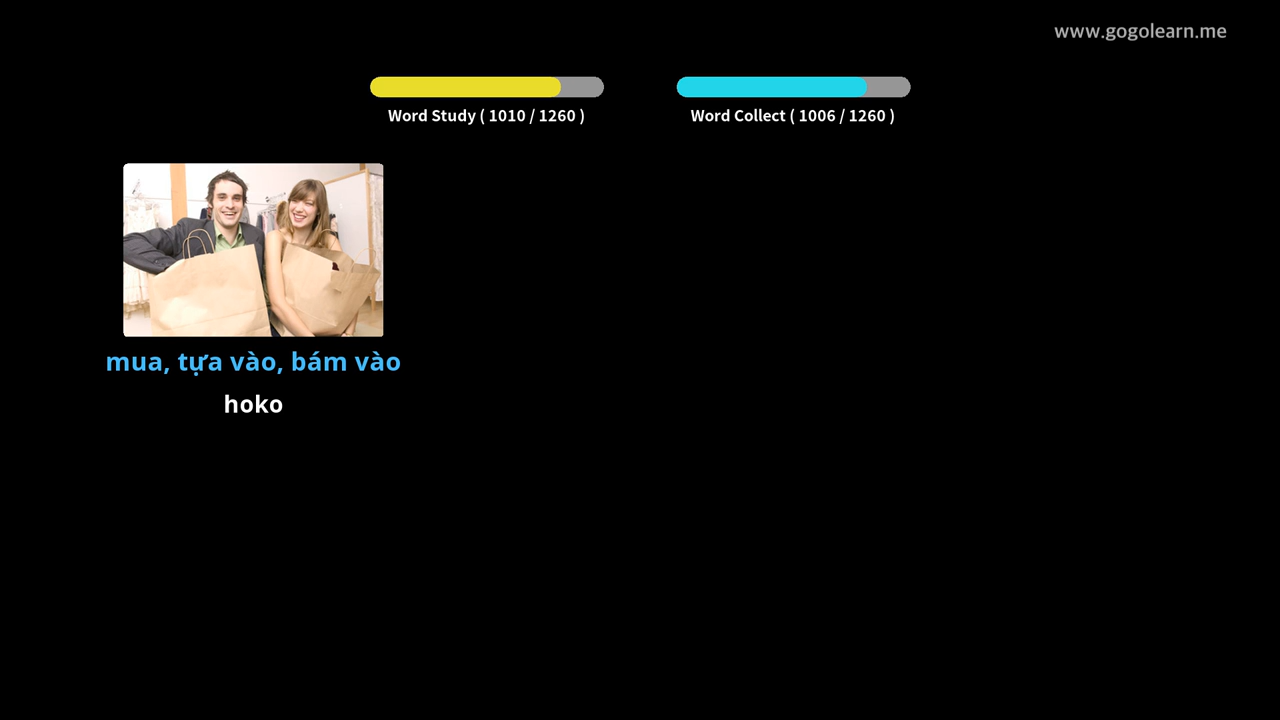 www.gogolearn.me
Word Study ( 1010 / 1260 )
Word Collect ( 1006 / 1260 )
mua, tựa vào, bám vào
hoko